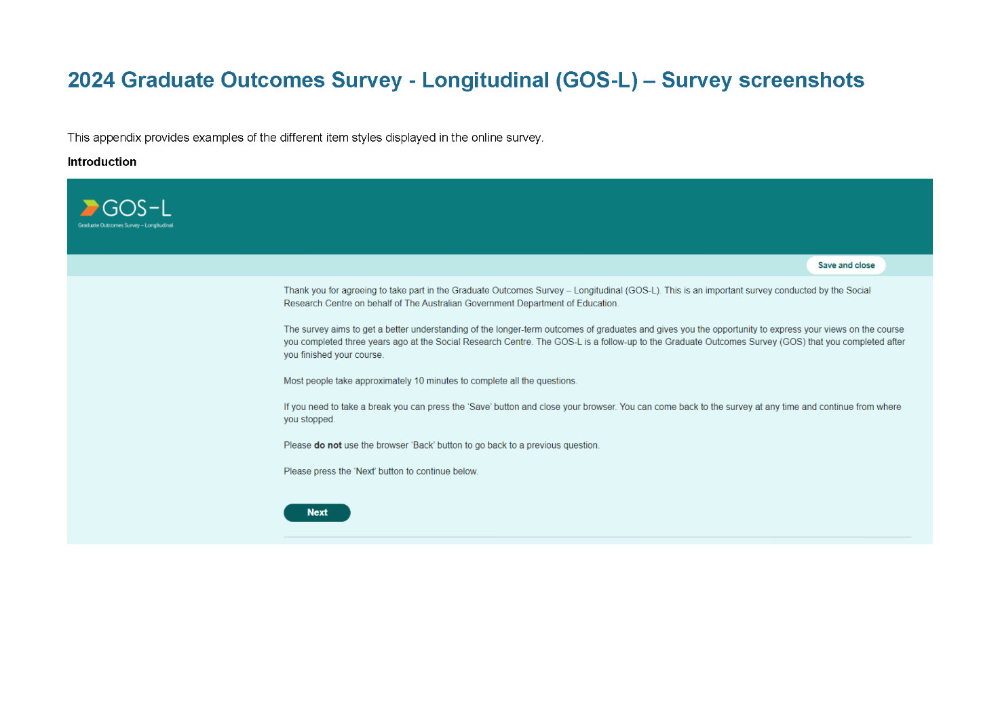 2024 Graduate Outcomes Survey - Longitudinal (GOS-L) – Survey screenshots
This appendix provides examples of the different item styles displayed in the online survey.
Introduction
GOS–L
Graduate Outcomes Survey – Longitudinal
Save and close
Thank you for agreeing to take part in the Graduate Outcomes Survey – Longitudinal (GOS-L). This is an important survey conducted by the Social
Research Centre on behalf of The Australian Government Department of Education.
The survey aims to get a better understanding of the longer-term outcomes of graduates and gives you the opportunity to express your views on the course
you completed three years ago at the Social Research Centre. The GOS-L is a follow-up to the Graduate Outcomes Survey (GOS) that you completed after
you finished your course.
Most people take approximately 10 minutes to complete all the questions.
If you need to take a break you can press the ‘Save’ button and close your browser. You can come back to the survey at any time and continue from where
you stopped.
Please do not use the browser ‘Back’ button to go back to a previous question.
Please press the ‘Next’ button to continue below.
Next